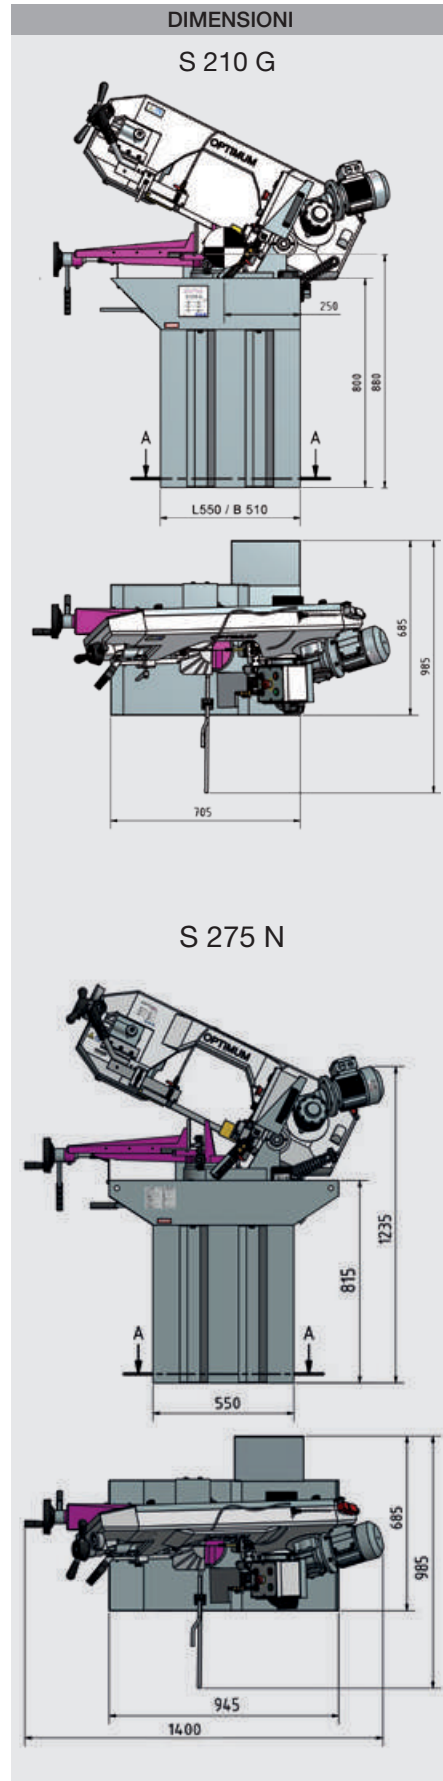 DIMENSIONI
S 210 G
OPTIMUM
250
800
880
A
A
L550 / B 510
685
985
705
S 275 N
OPTIMUM
1235
815
A
A
550
685
985
945
1400